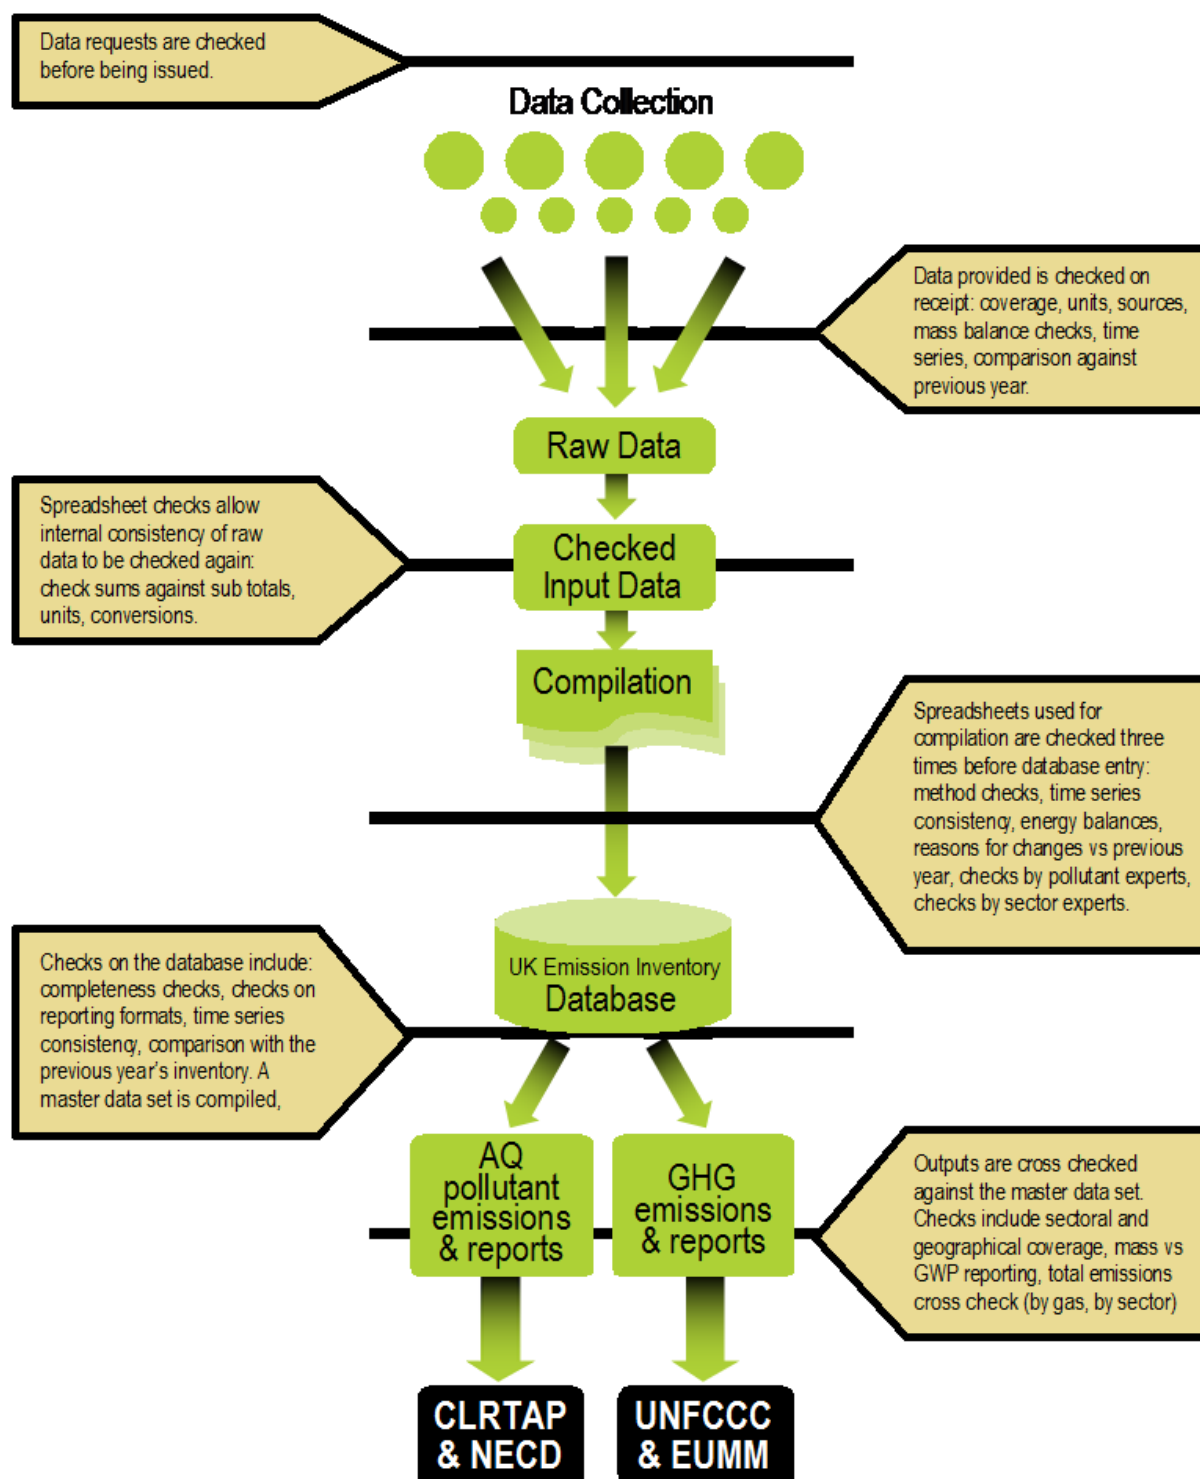 Data requests are checked
before being issued.
Data Collection
Data provided is checked on
receipt: coverage, units, sources,
mass balance checks, time
series, comparison against
previous year.
Raw Data
Spreadsheet checks allow
internal consistency of raw
data to be checked again:
check sums against sub totals,
units, conversions.
Checked
Input Data
Compilation
Spreadsheets used for
compilation are checked three
times before database entry:
method checks, time series
consistency, energy balances,
reasons for changes vs previous
year, checks by pollutant experts,
checks by sector experts.
UK Emission Inventory
Database
Checks on the database include:
completeness checks, checks on
reporting formats, time series
consistency, comparison with the
previous year's inventory. A
master data set is compiled,
AQ
pollutant
emissions
& reports
GHG
emissions
& reports
Outputs are cross checked
against the master data set.
Checks include sectoral and
geographical coverage, mass vs
GWP reporting, total emissions
cross check (by gas, by sector)
CLRTAP
& NECD
UNFCCC
& EUMM